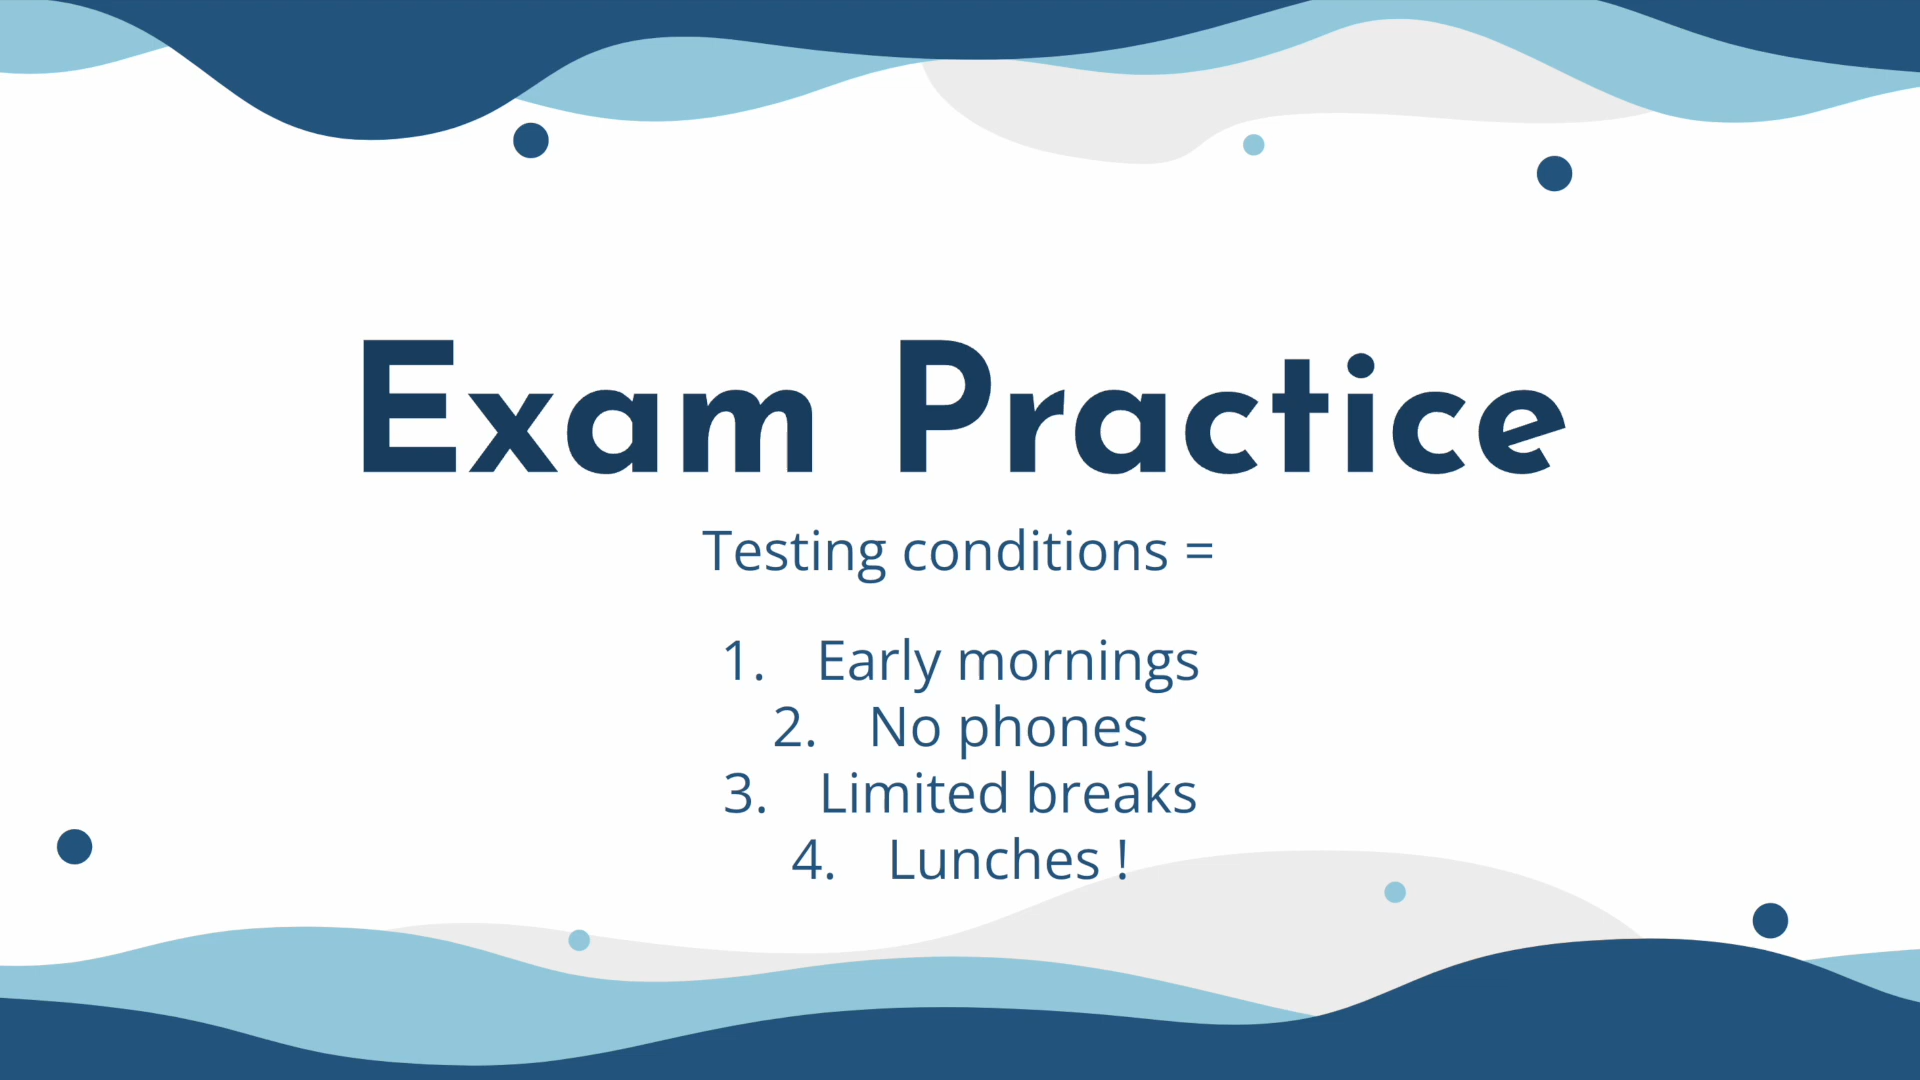 Exam Practice
Testing conditions =
1. Early mornings
2. No phones
3. Limited breaks
4. Lunches !